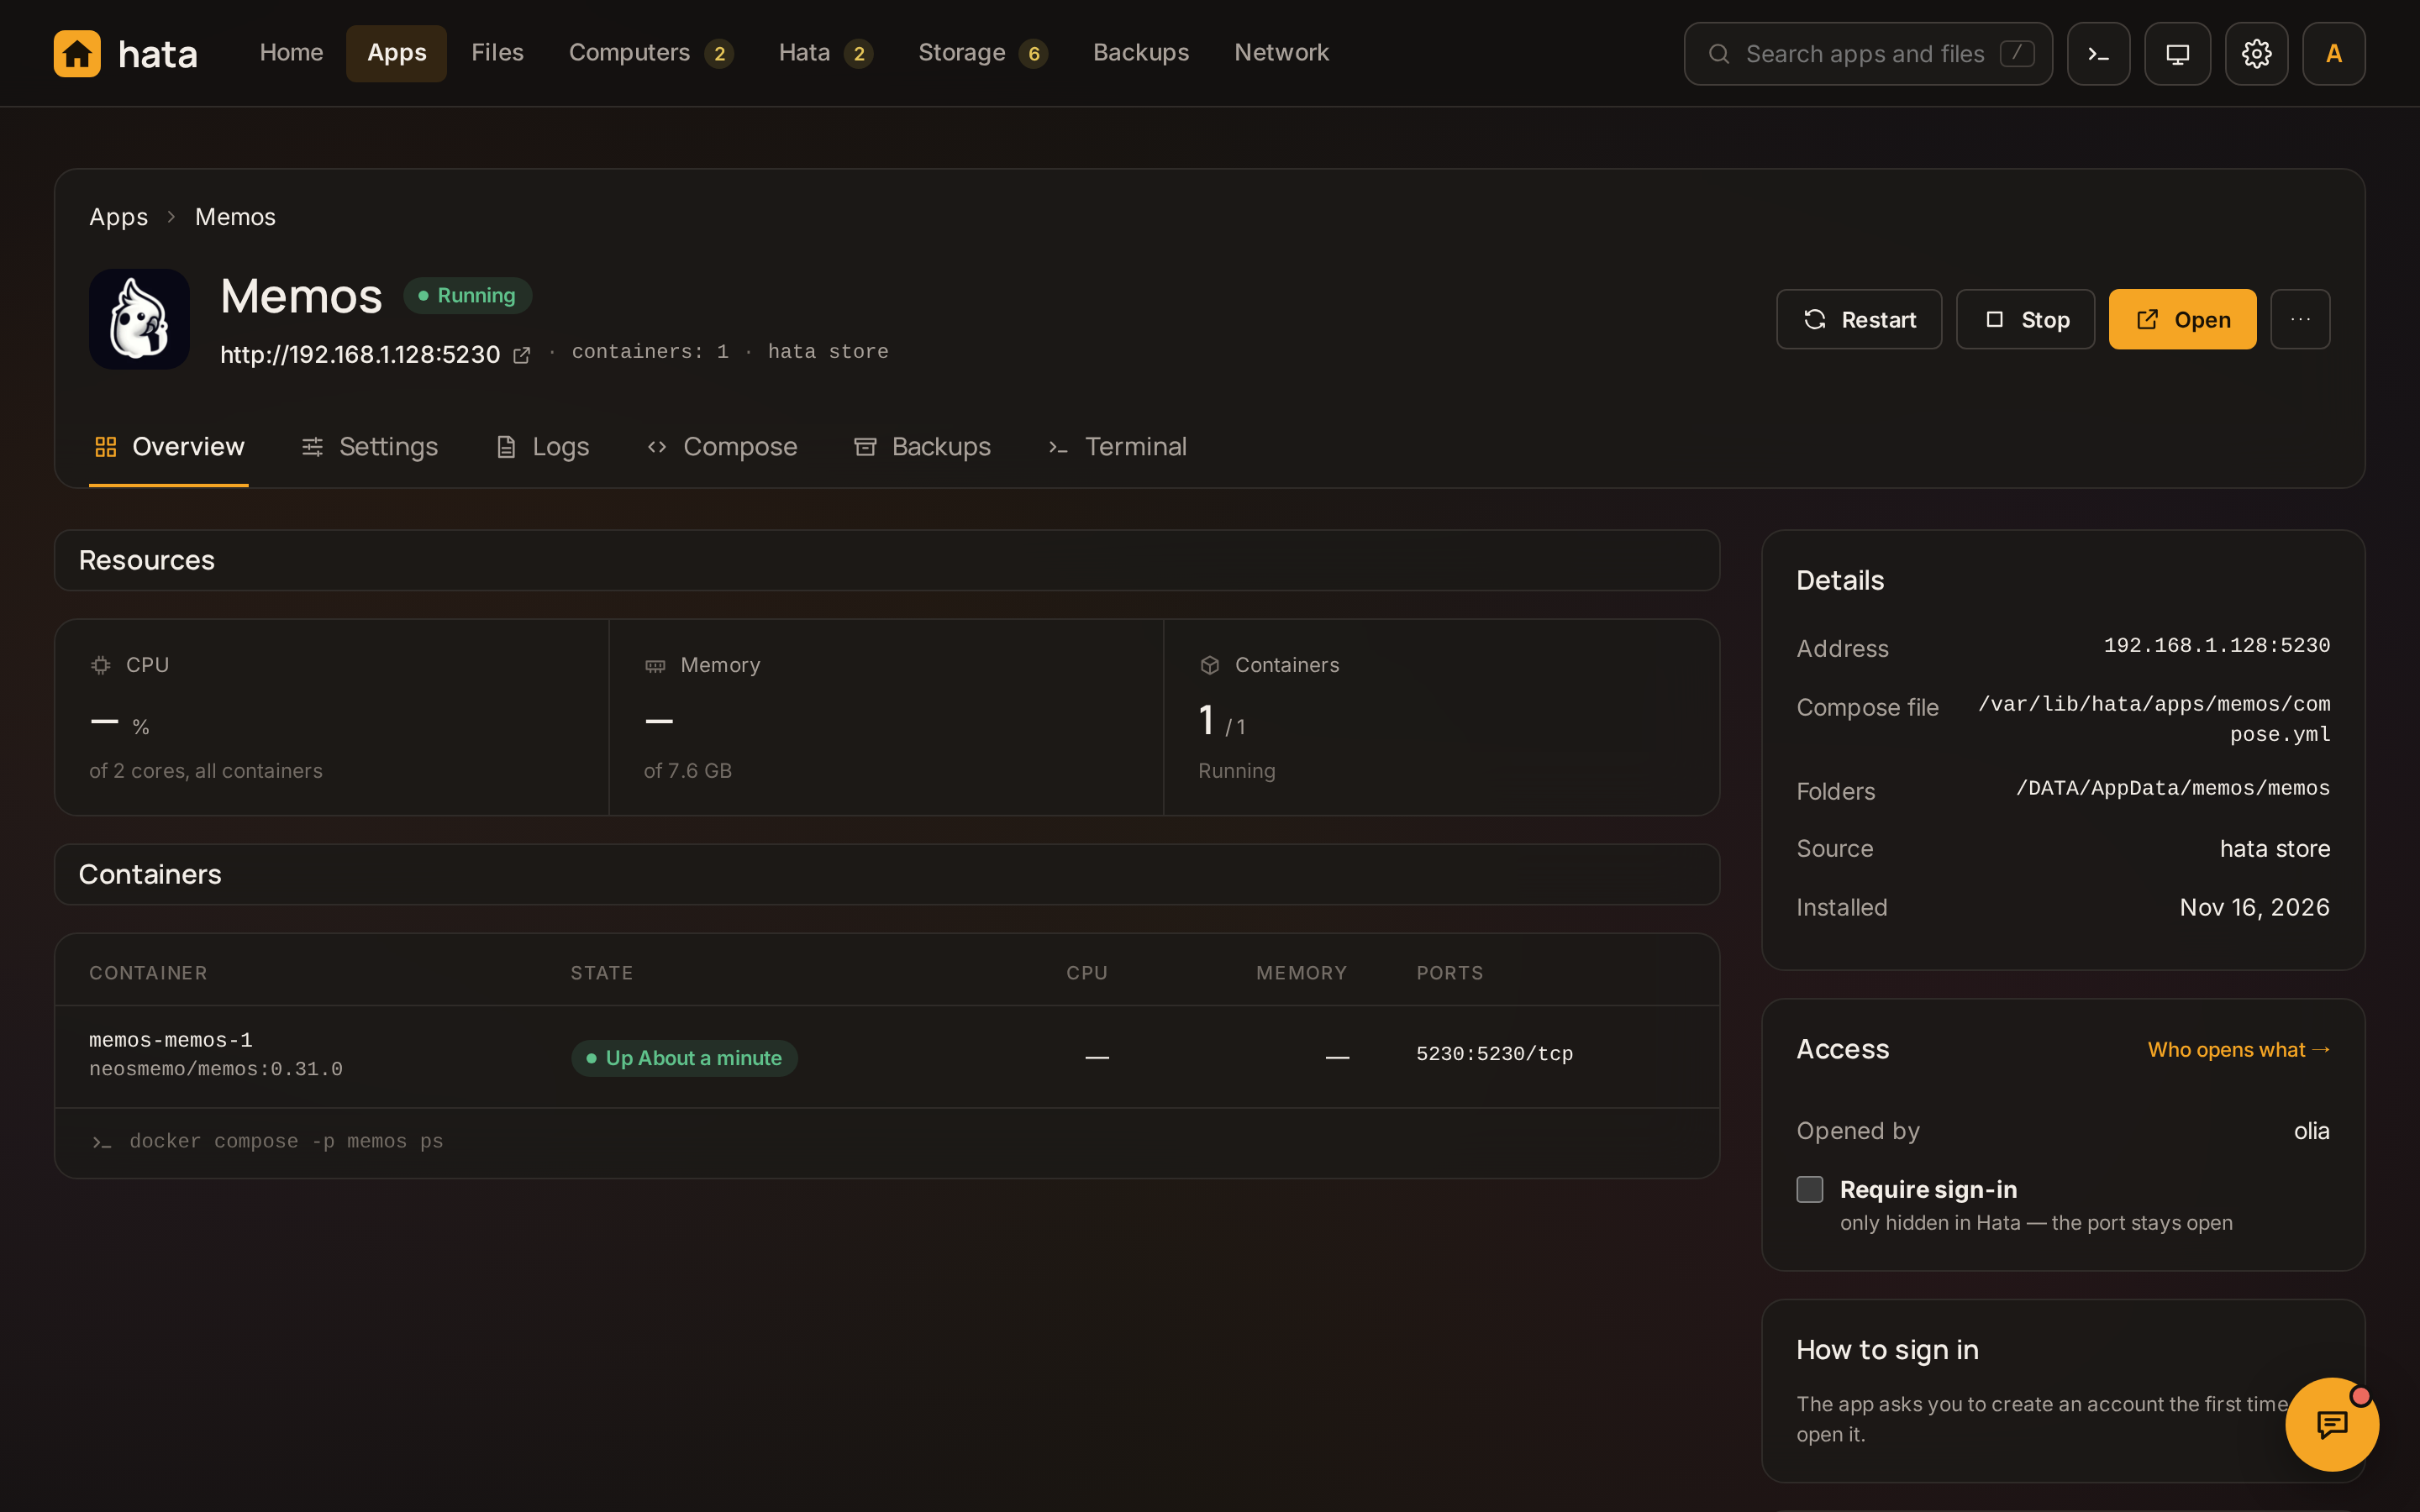 hata
Home
Apps
Files
Computers 2
Hata 2
Storage 6
Backups
Network
Search apps and files /
A
Apps > Memos
Memos
Running
http://192.168.1.128:5230 · containers: 1 · hata store
Restart
Stop
Open
...
Overview
Settings
Logs
Compose
Backups
Terminal
Resources
CPU
— %
of 2 cores, all containers
Memory
—
of 7.6 GB
Containers
1 / 1
Running
Containers
CONTAINER STATE CPU MEMORY PORTS
memos-memos-1
neosmemo/memos:0.31.0
Up About a minute
—
—
5230:5230/tcp
docker compose -p memos ps
Details
Address 192.168.1.128:5230
Compose file /var/lib/hata/apps/memos/com
pose.yml
Folders /DATA/AppData/memos/memos
Source hata store
Installed Nov 16, 2026
Access
Who opens what →
Opened by olia
Require sign-in
only hidden in Hata — the port stays open
How to sign in
The app asks you to create an account the first time
open it.